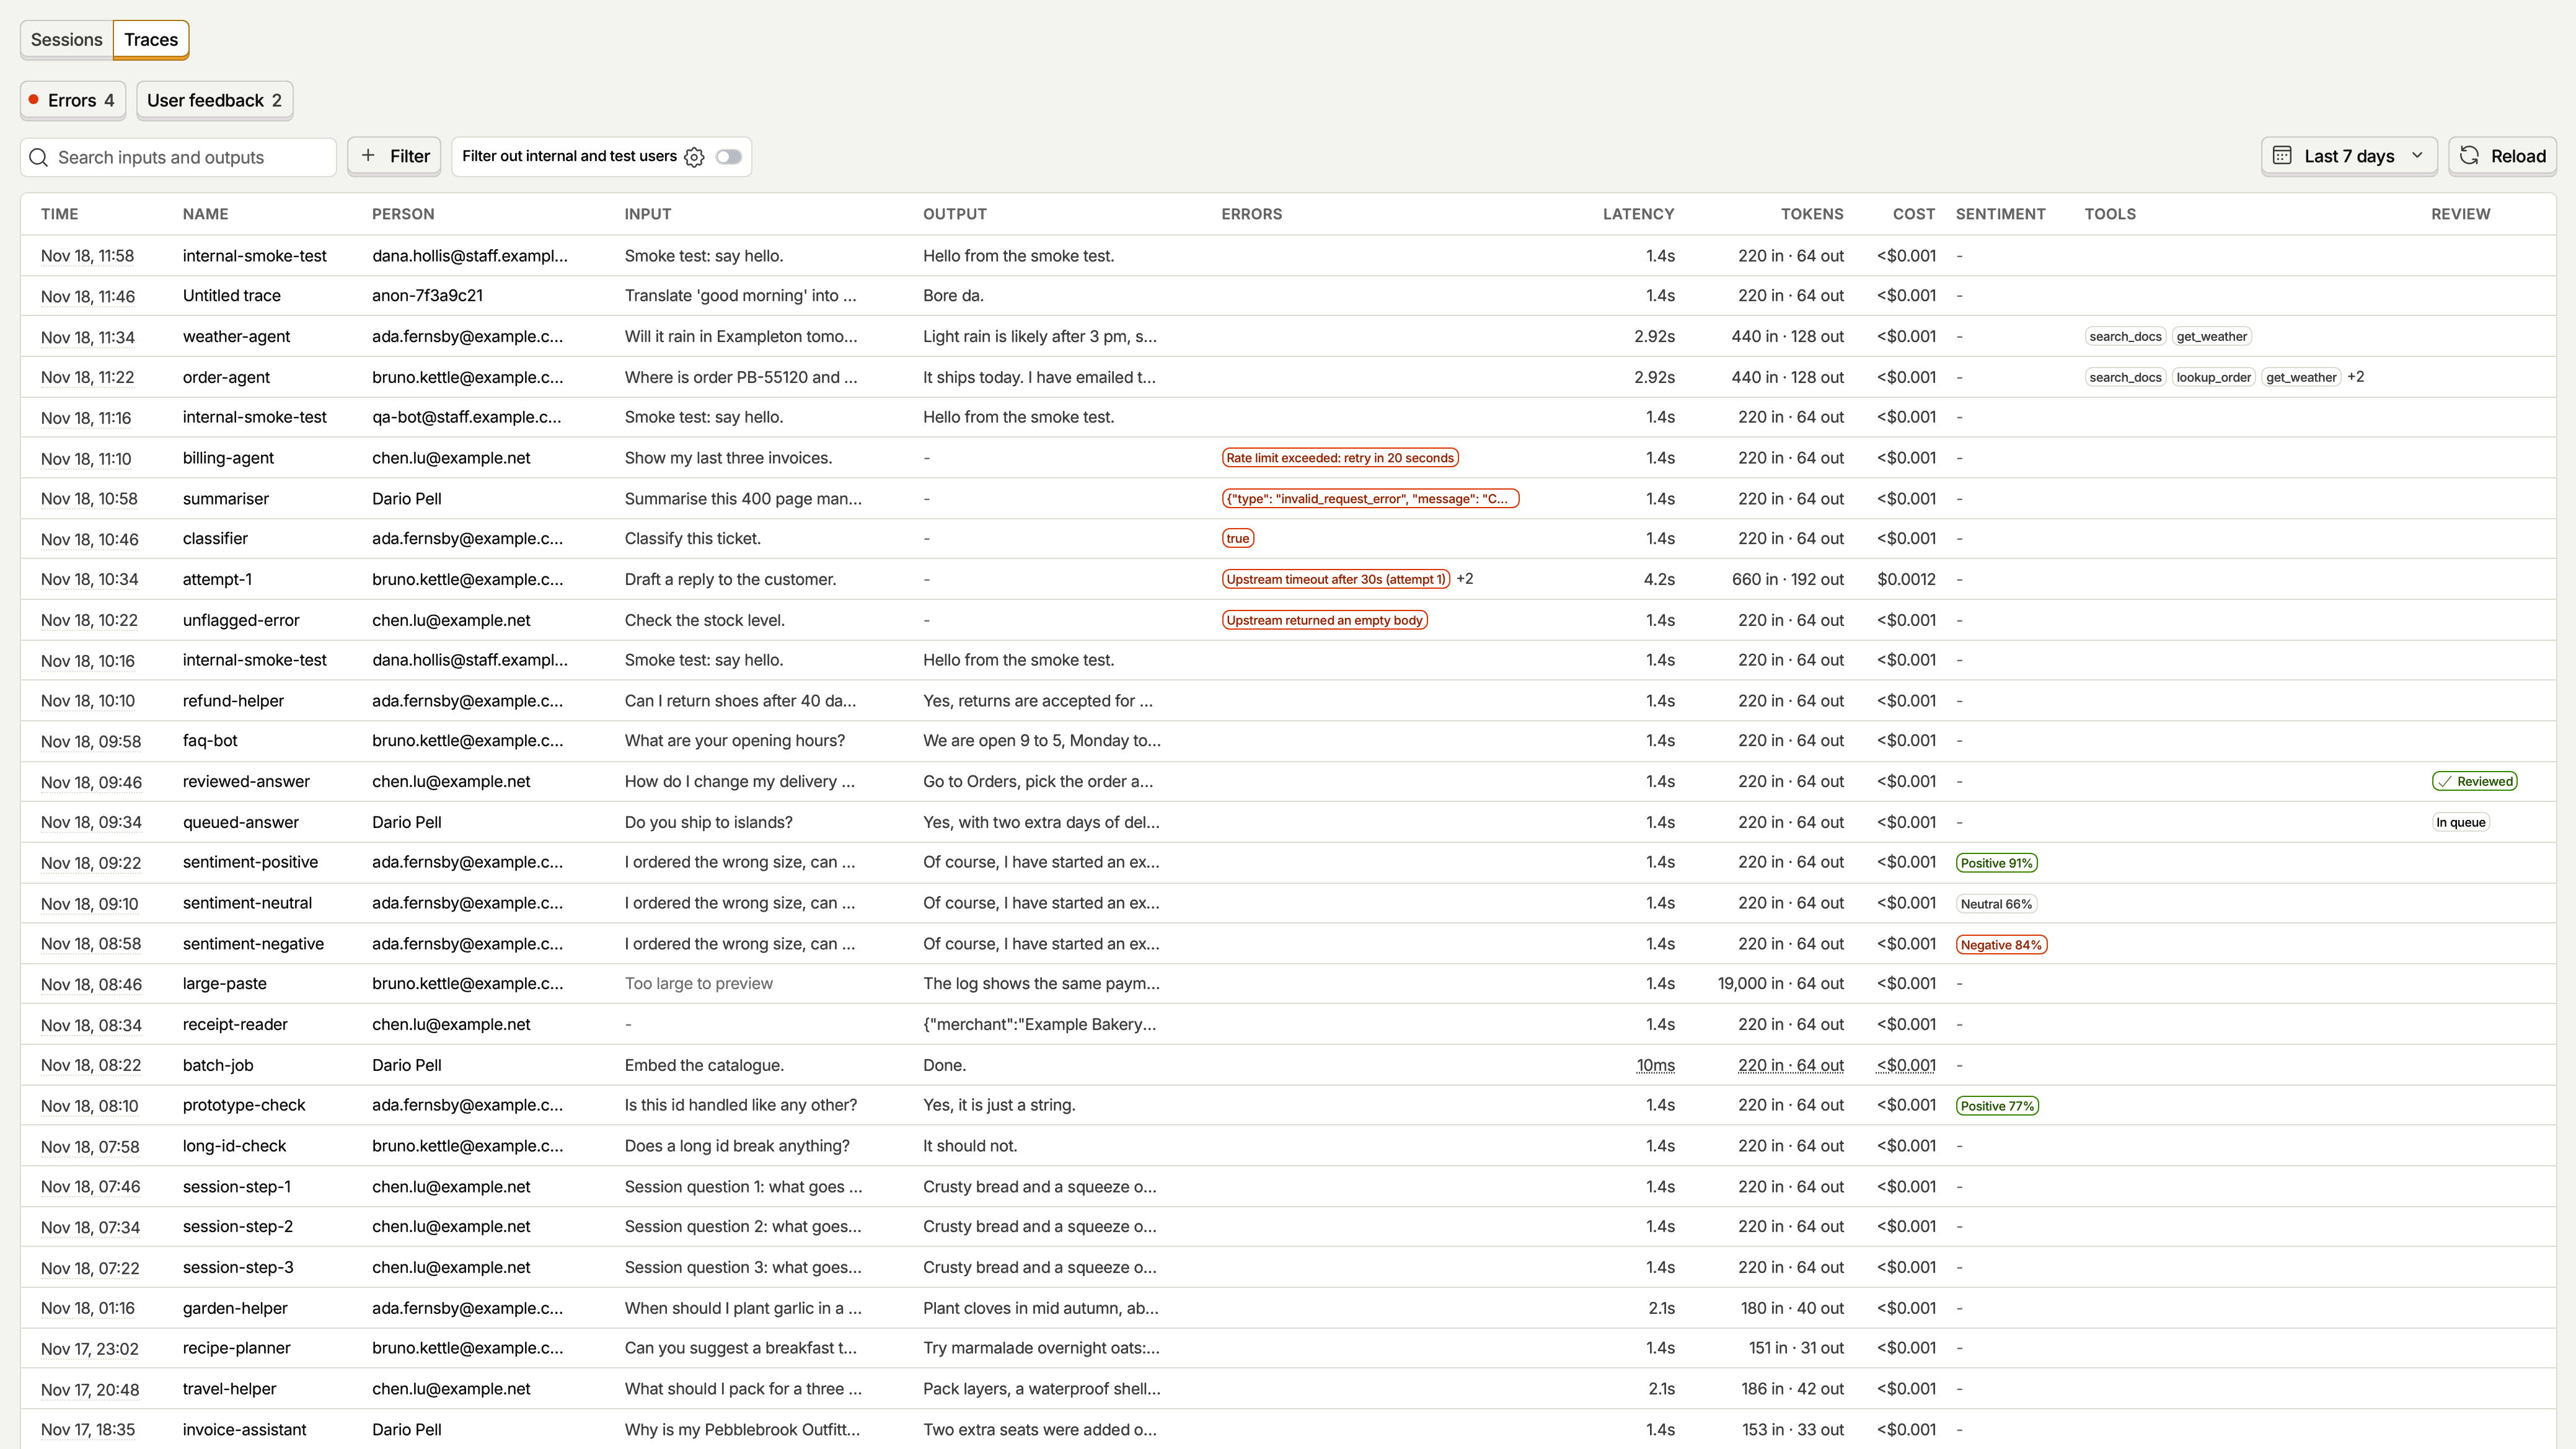 Sessions Traces
Errors 4 User feedback 2
Search inputs and outputs + Filter Filter out internal and test users Last 7 days Reload
TIME NAME PERSON INPUT OUTPUT ERRORS LATENCY TOKENS COST SENTIMENT TOOLS REVIEW
Nov 18, 11:58 internal-smoke-test dana.hollis@staff.exampl... Smoke test: say hello. Hello from the smoke test. 1.4s 220 in · 64 out <$0.001 -
Nov 18, 11:46 Untitled trace anon-7f3a9c21 Translate 'good morning' into ... Bore da. 1.4s 220 in · 64 out <$0.001 -
Nov 18, 11:34 weather-agent ada.fernsby@example.c... Will it rain in Exampleton tomo... Light rain is likely after 3 pm, s... 2.92s 440 in · 128 out <$0.001 - search_docs get_weather
Nov 18, 11:22 order-agent bruno.kettle@example.c... Where is order PB-55120 and ... It ships today. I have emailed t... 2.92s 440 in · 128 out <$0.001 - search_docs lookup_order get_weather +2
Nov 18, 11:16 internal-smoke-test qa-bot@staff.example.c... Smoke test: say hello. Hello from the smoke test. 1.4s 220 in · 64 out <$0.001 -
Nov 18, 11:10 billing-agent chen.lu@example.net Show my last three invoices. - Rate limit exceeded: retry in 20 seconds 1.4s 220 in · 64 out <$0.001 -
Nov 18, 10:58 summariser Dario Pell Summarise this 400 page man... - {"type": "invalid_request_error", "message": "C... 1.4s 220 in · 64 out <$0.001 -
Nov 18, 10:46 classifier ada.fernsby@example.c... Classify this ticket. - true 1.4s 220 in · 64 out <$0.001 -
Nov 18, 10:34 attempt-1 bruno.kettle@example.c... Draft a reply to the customer. - Upstream timeout after 30s (attempt 1) +2 4.2s 660 in · 192 out $0.0012 -
Nov 18, 10:22 unflagged-error chen.lu@example.net Check the stock level. - Upstream returned an empty body 1.4s 220 in · 64 out <$0.001 -
Nov 18, 10:16 internal-smoke-test dana.hollis@staff.exampl... Smoke test: say hello. Hello from the smoke test. 1.4s 220 in · 64 out <$0.001 -
Nov 18, 10:10 refund-helper ada.fernsby@example.c... Can I return shoes after 40 da... Yes, returns are accepted for ... 1.4s 220 in · 64 out <$0.001 -
Nov 18, 09:58 faq-bot bruno.kettle@example.c... What are your opening hours? We are open 9 to 5, Monday to... 1.4s 220 in · 64 out <$0.001 -
Nov 18, 09:46 reviewed-answer chen.lu@example.net How do I change my delivery ... Go to Orders, pick the order a... 1.4s 220 in · 64 out <$0.001 - Reviewed
Nov 18, 09:34 queued-answer Dario Pell Do you ship to islands? Yes, with two extra days of del... 1.4s 220 in · 64 out <$0.001 - In queue
Nov 18, 09:22 sentiment-positive ada.fernsby@example.c... I ordered the wrong size, can ... Of course, I have started an ex... 1.4s 220 in · 64 out <$0.001 Positive 91%
Nov 18, 09:10 sentiment-neutral ada.fernsby@example.c... I ordered the wrong size, can ... Of course, I have started an ex... 1.4s 220 in · 64 out <$0.001 Neutral 66%
Nov 18, 08:58 sentiment-negative ada.fernsby@example.c... I ordered the wrong size, can ... Of course, I have started an ex... 1.4s 220 in · 64 out <$0.001 Negative 84%
Nov 18, 08:46 large-paste bruno.kettle@example.c... Too large to preview The log shows the same paym... 1.4s 19,000 in · 64 out <$0.001 -
Nov 18, 08:34 receipt-reader chen.lu@example.net - {"merchant":"Example Bakery... 1.4s 220 in · 64 out <$0.001 -
Nov 18, 08:22 batch-job Dario Pell Embed the catalogue. Done. 10ms 220 in · 64 out <$0.001 -
Nov 18, 08:10 prototype-check ada.fernsby@example.c... Is this id handled like any other? Yes, it is just a string. 1.4s 220 in · 64 out <$0.001 Positive 77%
Nov 18, 07:58 long-id-check bruno.kettle@example.c... Does a long id break anything? It should not. 1.4s 220 in · 64 out <$0.001 -
Nov 18, 07:46 session-step-1 chen.lu@example.net Session question 1: what goes ... Crusty bread and a squeeze o... 1.4s 220 in · 64 out <$0.001 -
Nov 18, 07:34 session-step-2 chen.lu@example.net Session question 2: what goes... Crusty bread and a squeeze o... 1.4s 220 in · 64 out <$0.001 -
Nov 18, 07:22 session-step-3 chen.lu@example.net Session question 3: what goes... Crusty bread and a squeeze o... 1.4s 220 in · 64 out <$0.001 -
Nov 18, 01:16 garden-helper ada.fernsby@example.c... When should I plant garlic in a ... Plant cloves in mid autumn, ab... 2.1s 180 in · 40 out <$0.001 -
Nov 17, 23:02 recipe-planner bruno.kettle@example.c... Can you suggest a breakfast t... Try marmalade overnight oats:... 1.4s 151 in · 31 out <$0.001 -
Nov 17, 20:48 travel-helper chen.lu@example.net What should I pack for a three ... Pack layers, a waterproof shell... 2.1s 186 in · 42 out <$0.001 -
Nov 17, 18:35 invoice-assistant Dario Pell Why is my Pebblebrook Outfitt... Two extra seats were added o... 1.4s 153 in · 33 out <$0.001 -